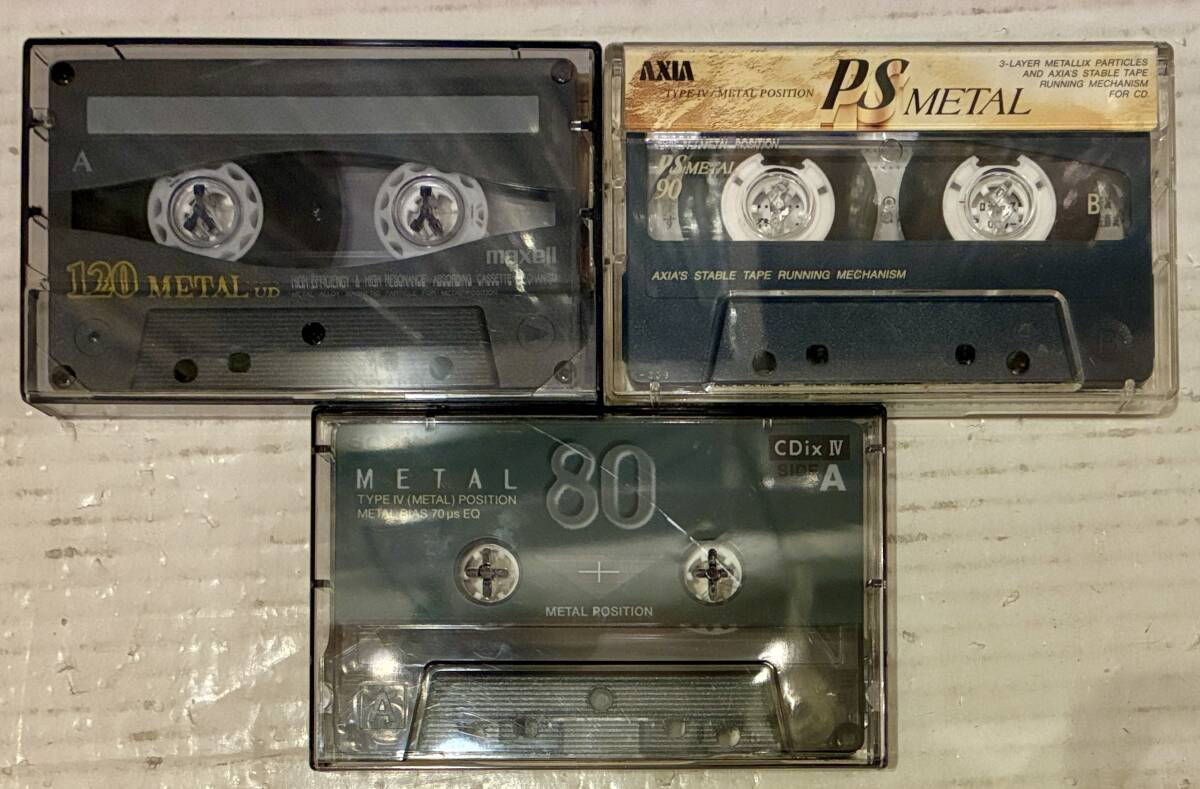 A
maxell
120 METAL UD
HIGH EFFICIENCY & HIGH RESONANCE ABSORBING CASSETTE MECHANISM
AXIA
TYPE IV / METAL POSITION
PS METAL
3-LAYER METALLIX PARTICLES
AND AXIA'S STABLE TAPE
RUNNING MECHANISM
FOR CD.
PS METAL
90
B
AXIA'S STABLE TAPE RUNNING MECHANISM
METAL 80
TYPE IV (METAL) POSITION
METAL BIAS 70 µs EQ
CDix IV
SIDE A
METAL POSITION
A